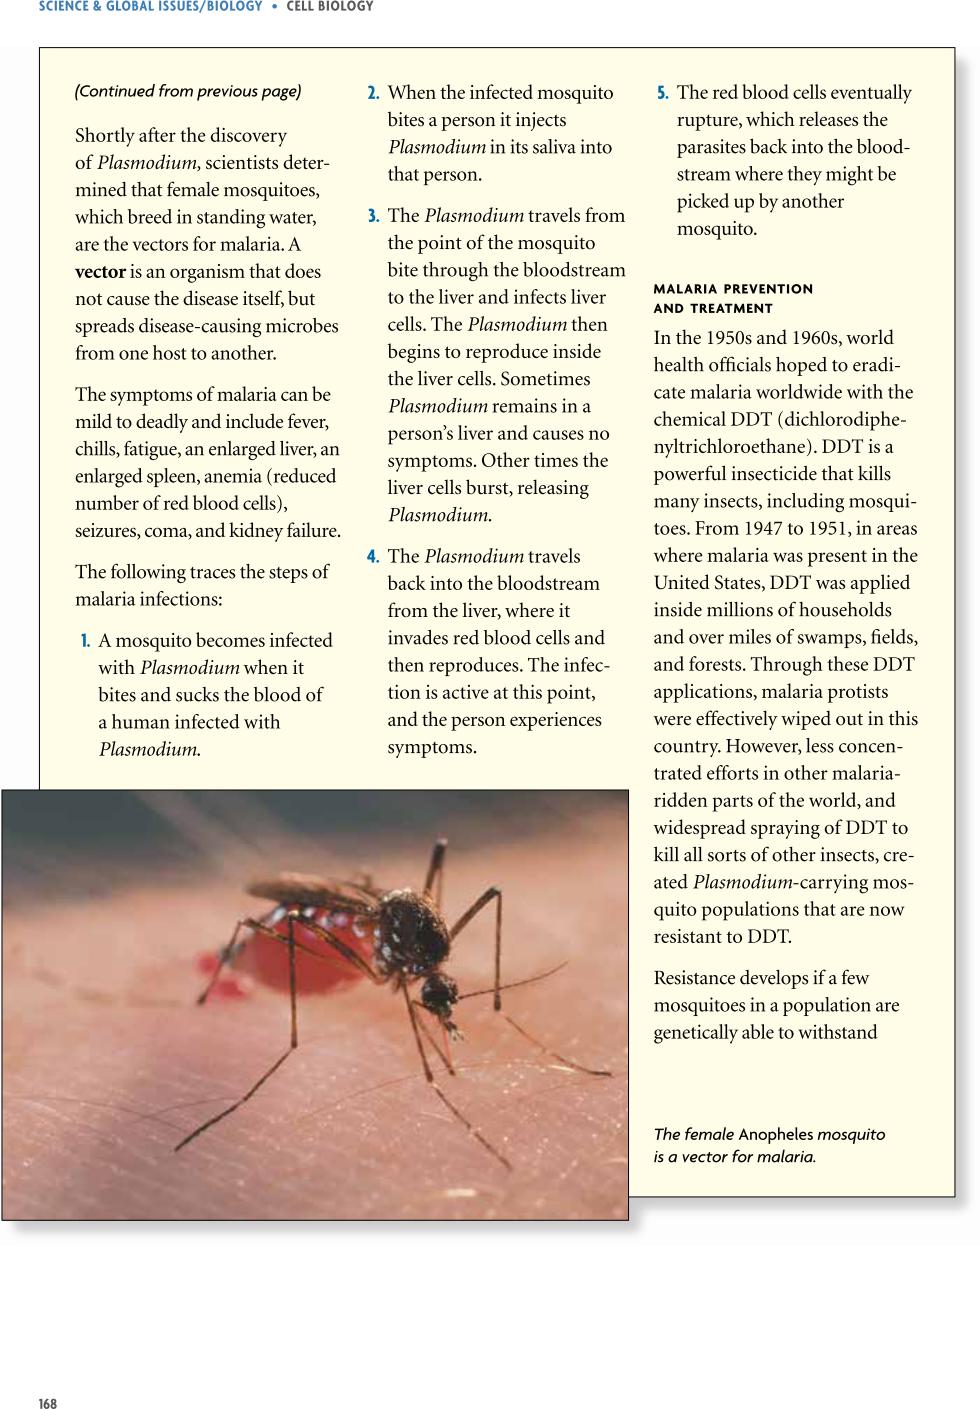 SCIENCE & GLOBAL ISSUES/BIOLOGY • CELL BIOLOGY
(Continued from previous page)
Shortly after the discovery
of Plasmodium, scientists deter-
mined that female mosquitoes,
which breed in standing water,
are the vectors for malaria. A
vector is an organism that does
not cause the disease itself, but
spreads disease-causing microbes
from one host to another.
The symptoms of malaria can be
mild to deadly and include fever,
chills, fatigue, an enlarged liver, an
enlarged spleen, anemia (reduced
number of red blood cells),
seizures, coma, and kidney failure.
The following traces the steps of
malaria infections:
1. A mosquito becomes infected
with Plasmodium when it
bites and sucks the blood of
a human infected with
Plasmodium.
2. When the infected mosquito
bites a person it injects
Plasmodium in its saliva into
that person.
3. The Plasmodium travels from
the point of the mosquito
bite through the bloodstream
to the liver and infects liver
cells. The Plasmodium then
begins to reproduce inside
the liver cells. Sometimes
Plasmodium remains in a
person's liver and causes no
symptoms. Other times the
liver cells burst, releasing
Plasmodium.
4. The Plasmodium travels
back into the bloodstream
from the liver, where it
invades red blood cells and
then reproduces. The infec-
tion is active at this point,
and the person experiences
symptoms.
5. The red blood cells eventually
rupture, which releases the
parasites back into the blood-
stream where they might be
picked up by another
mosquito.
MALARIA PREVENTION
AND TREATMENT
In the 1950s and 1960s, world
health officials hoped to eradi-
cate malaria worldwide with the
chemical DDT (dichlorodiphe-
nyltrichloroethane). DDT is a
powerful insecticide that kills
many insects, including mosqui-
toes. From 1947 to 1951, in areas
where malaria was present in the
United States, DDT was applied
inside millions of households
and over miles of swamps, fields,
and forests. Through these DDT
applications, malaria protists
were effectively wiped out in this
country. However, less concen-
trated efforts in other malaria-
ridden parts of the world, and
widespread spraying of DDT to
kill all sorts of other insects, cre-
ated Plasmodium-carrying mos-
quito populations that are now
resistant to DDT.
Resistance develops if a few
mosquitoes in a population are
genetically able to withstand
The female Anopheles mosquito
is a vector for malaria.
168